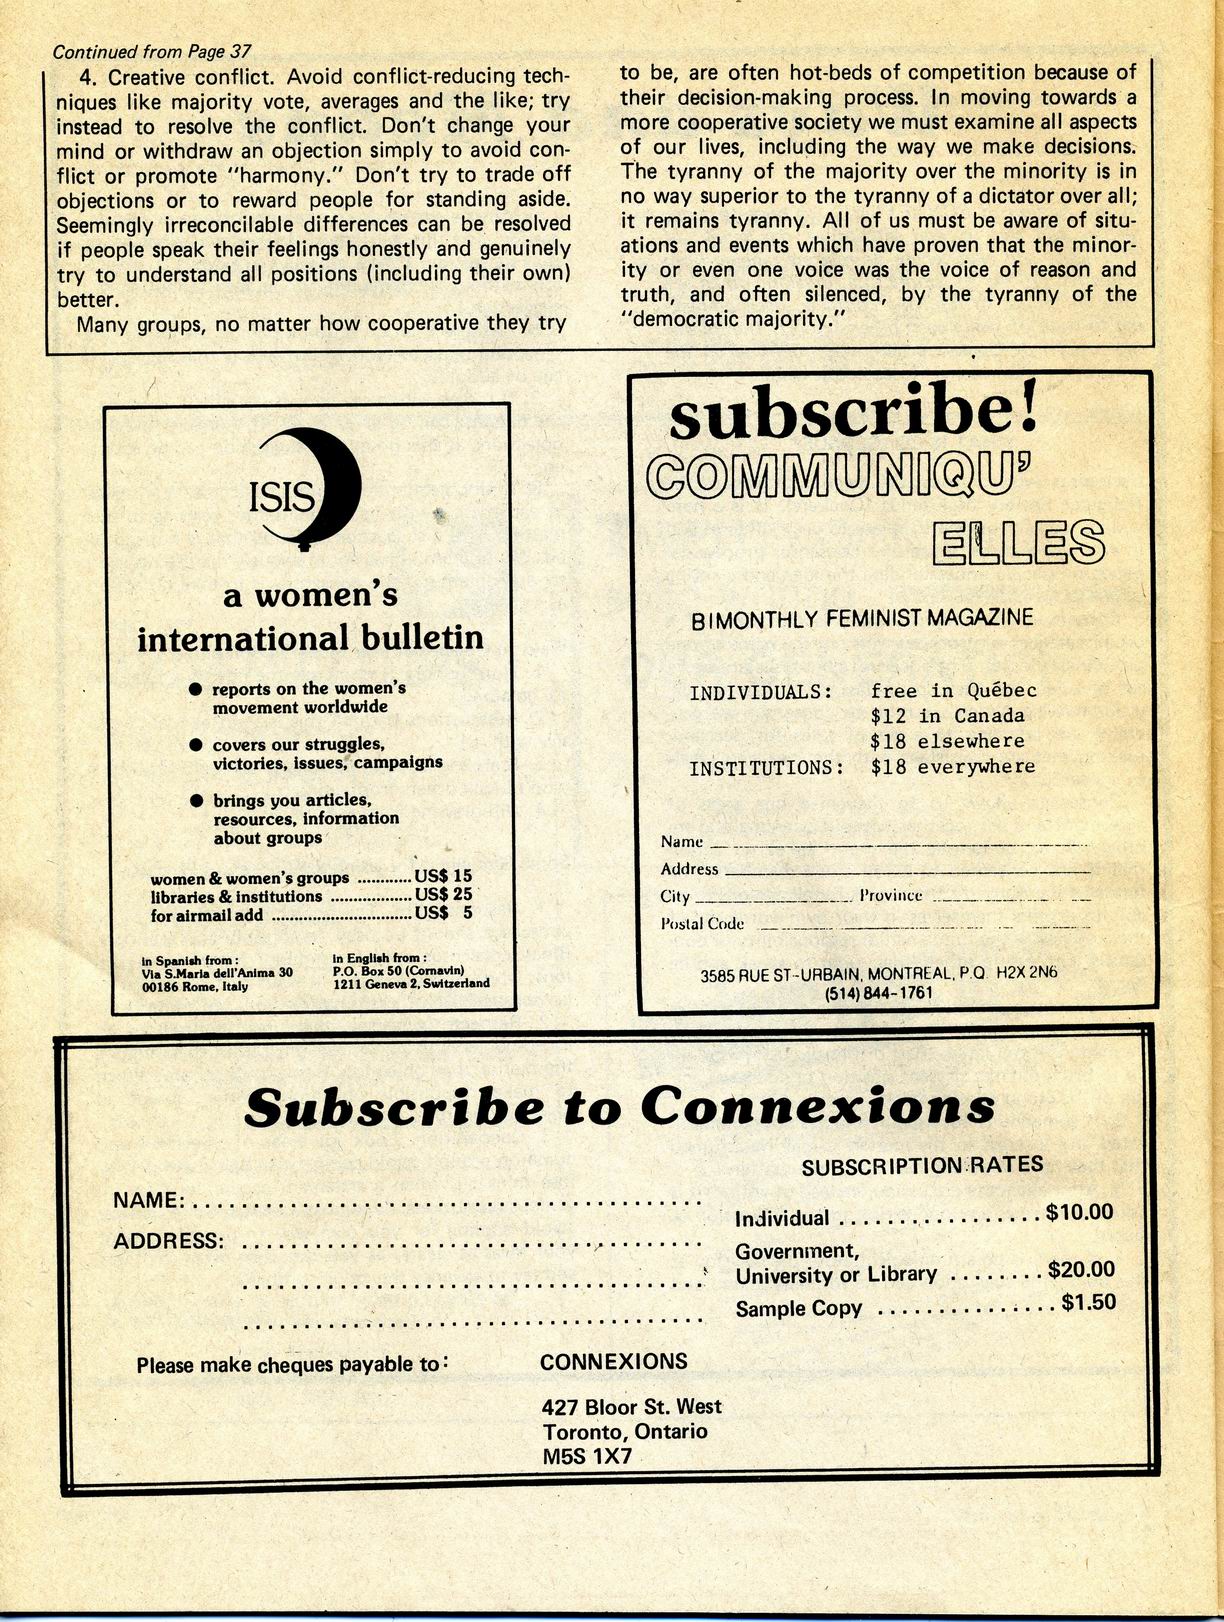 Continued from Page 37
4. Creative conflict. Avoid conflict-reducing tech-
niques like majority vote, averages and the like; try
instead to resolve the conflict. Don't change your
mind or withdraw an objection simply to avoid con-
flict or promote "harmony." Don't try to trade off
objections or to reward people for standing aside.
Seemingly irreconcilable differences can be resolved
if people speak their feelings honestly and genuinely
try to understand all positions (including their own)
better.
Many groups, no matter how cooperative they try
to be, are often hot-beds of competition because of
their decision-making process. In moving towards a
more cooperative society we must examine all aspects
of our lives, including the way we make decisions.
The tyranny of the majority over the minority is in
no way superior to the tyranny of a dictator over all;
it remains tyranny. All of us must be aware of situ-
ations and events which have proven that the minor-
ity or even one voice was the voice of reason and
truth, and often silenced, by the tyranny of the
"democratic majority."
ISIS
a women's
international bulletin
● reports on the women's
movement worldwide
● covers our struggles,
victories, issues, campaigns
● brings you articles,
resources, information
about groups
women & women's groups ............ US$ 15
libraries & institutions .................. US$ 25
for airmail add ............................... US$ 5
in Spanish from :
Via S.Maria dell'Anima 30
00186 Rome, Italy
in English from :
P.O. Box 50 (Cornavin)
1211 Geneva 2, Switzerland
subscribe!
COMMUNIQU'
ELLES
BIMONTHLY FEMINIST MAGAZINE
INDIVIDUALS: free in Québec
$12 in Canada
$18 elsewhere
INSTITUTIONS: $18 everywhere
Name
Address
City Province
Postal Code
3585 RUE ST-URBAIN, MONTREAL, P.Q. H2X 2N6
(514) 844-1761
Subscribe to Connexions
NAME:
ADDRESS:
SUBSCRIPTION RATES
Individual ................. $10.00
Government,
University or Library ........ $20.00
Sample Copy ............... $1.50
Please make cheques payable to:
CONNEXIONS
427 Bloor St. West
Toronto, Ontario
M5S 1X7